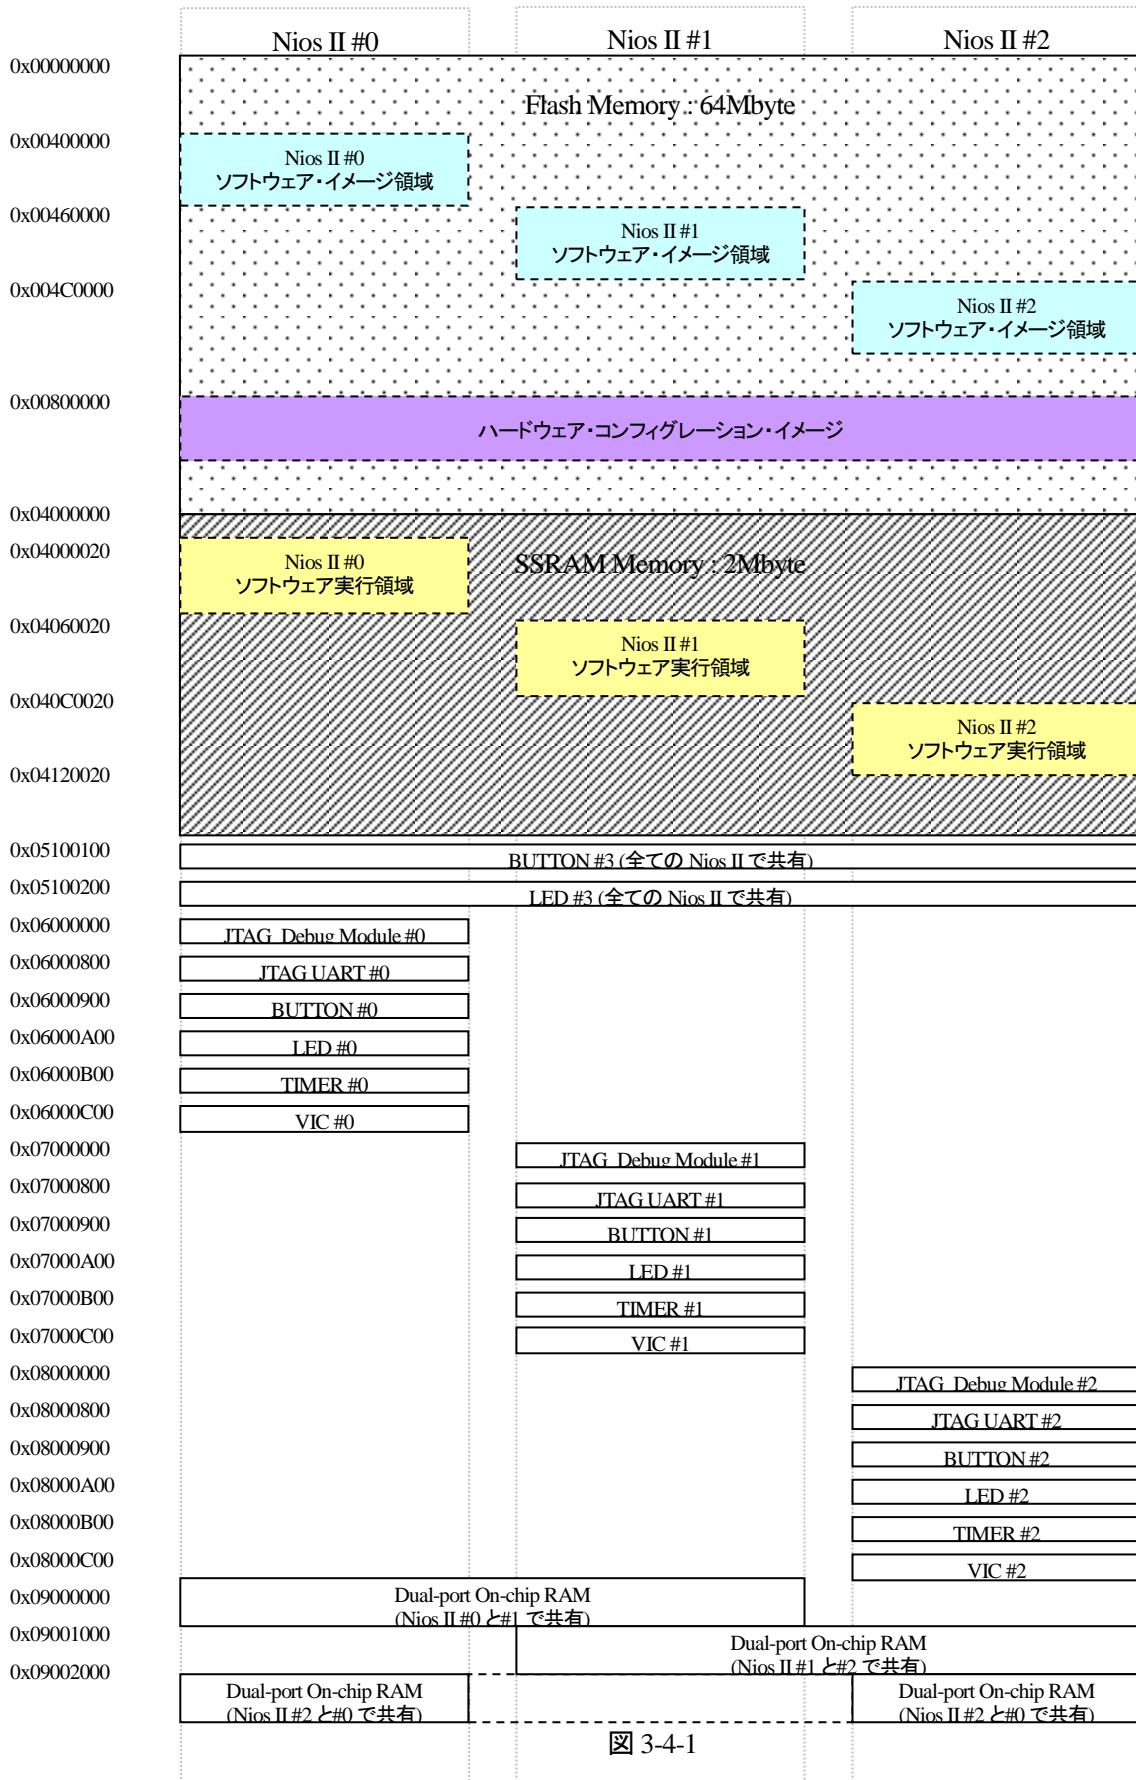 Nios II #0
Nios II #1
Nios II #2
0x00000000
Flash Memory : 64Mbyte
0x00400000
Nios II #0
ソフトウェア・イメージ領域
0x00460000
Nios II #1
ソフトウェア・イメージ領域
0x004C0000
Nios II #2
ソフトウェア・イメージ領域
0x00800000
ハードウェア・コンフィグレーション・イメージ
0x04000000
0x04000020
SSRAM Memory : 2Mbyte
Nios II #0
ソフトウェア実行領域
0x04060020
Nios II #1
ソフトウェア実行領域
0x040C0020
Nios II #2
ソフトウェア実行領域
0x04120020
0x05100100
BUTTON #3 (全ての Nios II で共有)
0x05100200
LED #3 (全ての Nios II で共有)
0x06000000
JTAG Debug Module #0
0x06000800
JTAG UART #0
0x06000900
BUTTON #0
0x06000A00
LED #0
0x06000B00
TIMER #0
0x06000C00
VIC #0
0x07000000
JTAG Debug Module #1
0x07000800
JTAG UART #1
0x07000900
BUTTON #1
0x07000A00
LED #1
0x07000B00
TIMER #1
0x07000C00
VIC #1
0x08000000
JTAG Debug Module #2
0x08000800
JTAG UART #2
0x08000900
BUTTON #2
0x08000A00
LED #2
0x08000B00
TIMER #2
0x08000C00
VIC #2
0x09000000
Dual-port On-chip RAM
(Nios II #0 と#1 で共有)
0x09001000
Dual-port On-chip RAM
(Nios II #1 と#2 で共有)
0x09002000
Dual-port On-chip RAM
(Nios II #2 と#0 で共有)
Dual-port On-chip RAM
(Nios II #2 と#0 で共有)
図 3-4-1